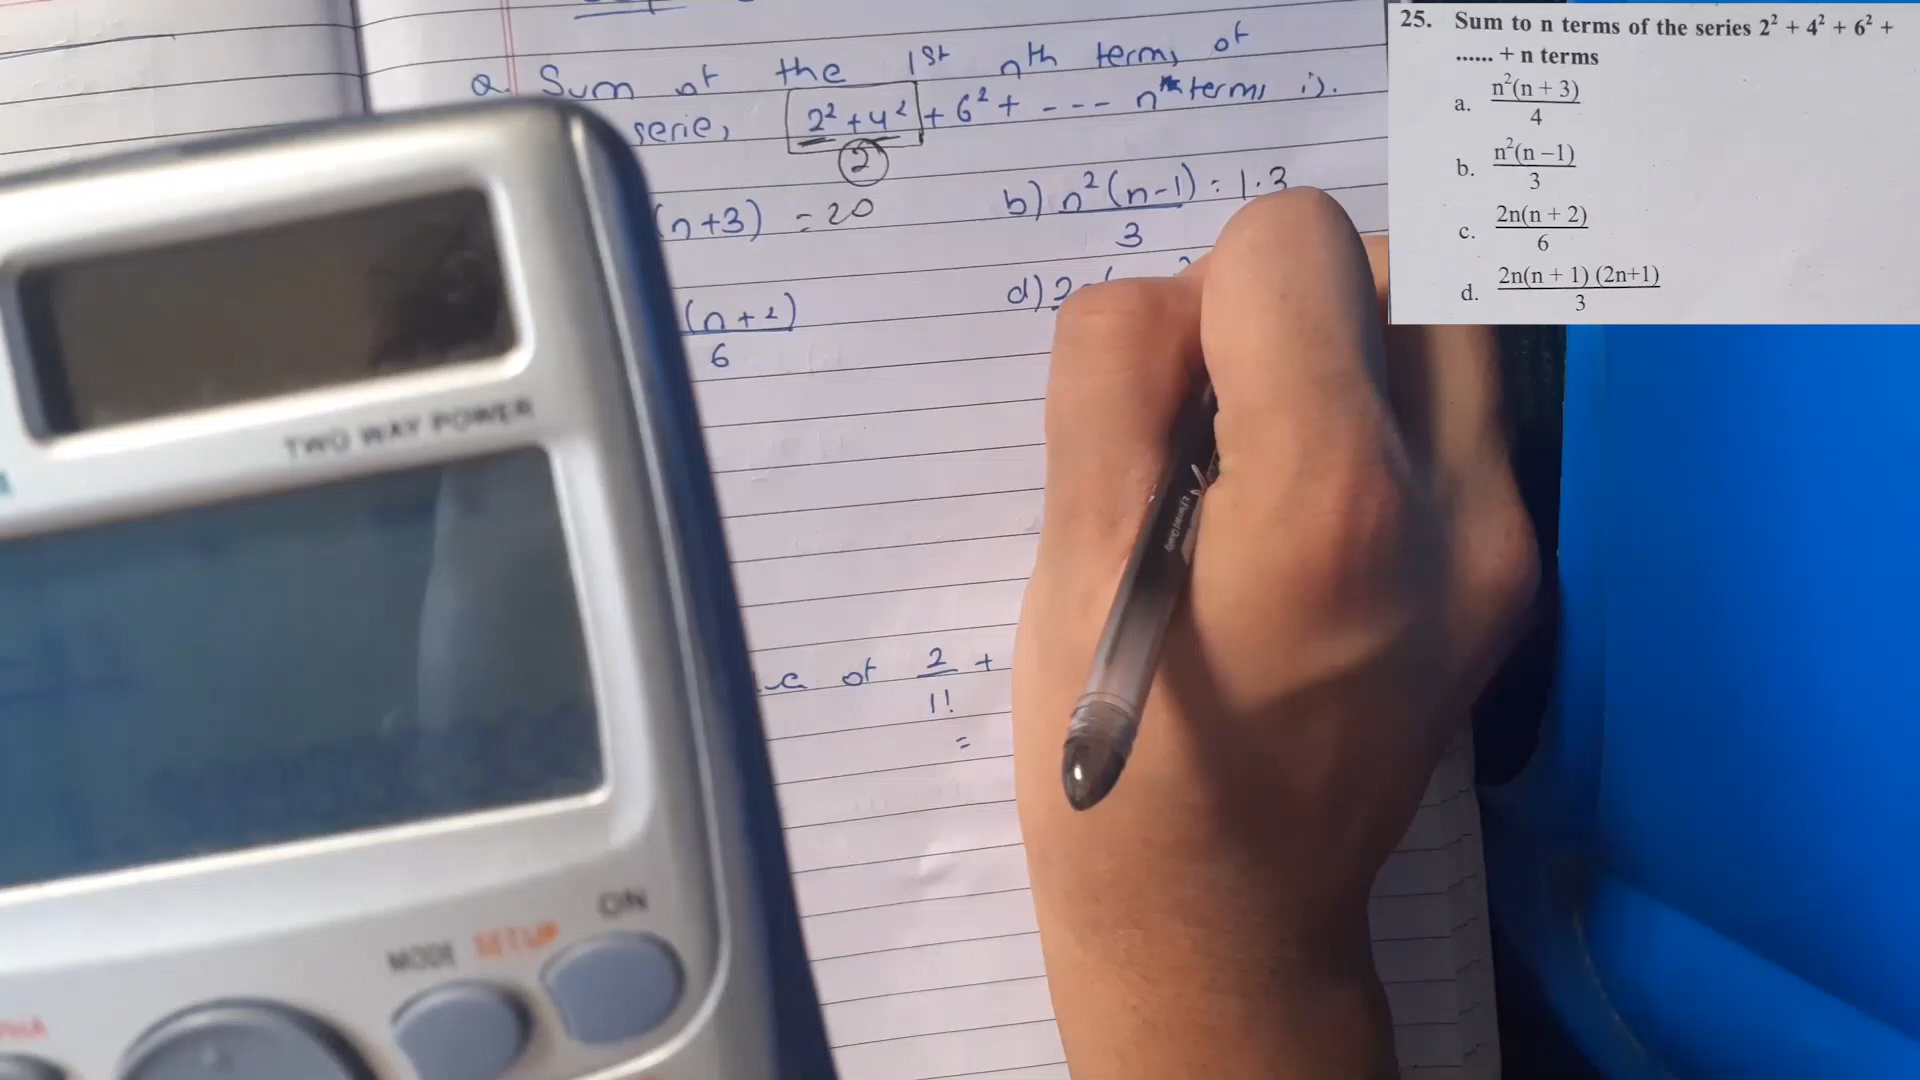 Q. Sum of the 1st nth terms of
serie, 2² + 4² + 6² + - - - nth terms is.
2
(n+3) = 20
b) n²(n-1) = 1.3
3
(n+2)
6
d) 2
of 2 +
1!
=
TWO WAY POWER
MODE SETUP ON
25. Sum to n terms of the series 2² + 4² + 6² +
...... + n terms
a. n²(n + 3)
4
b. n²(n –1)
3
c. 2n(n + 2)
6
d. 2n(n + 1) (2n+1)
3